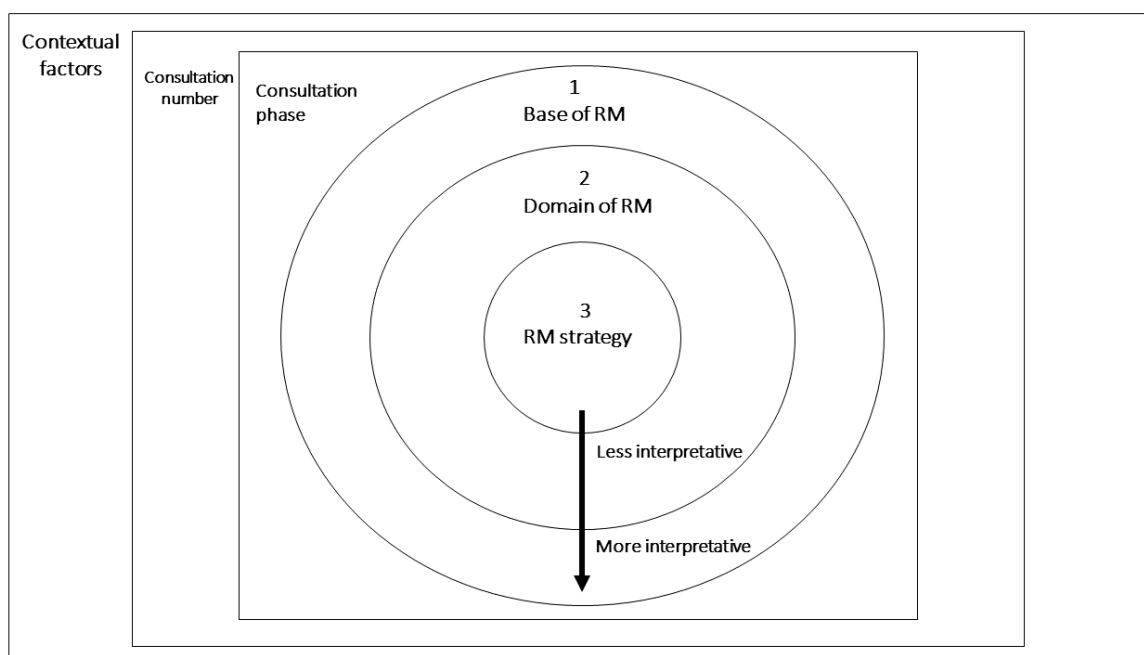 Contextual
factors
Consultation
number
Consultation
phase
1
Base of RM
2
Domain of RM
3
RM strategy
Less interpretative
More interpretative